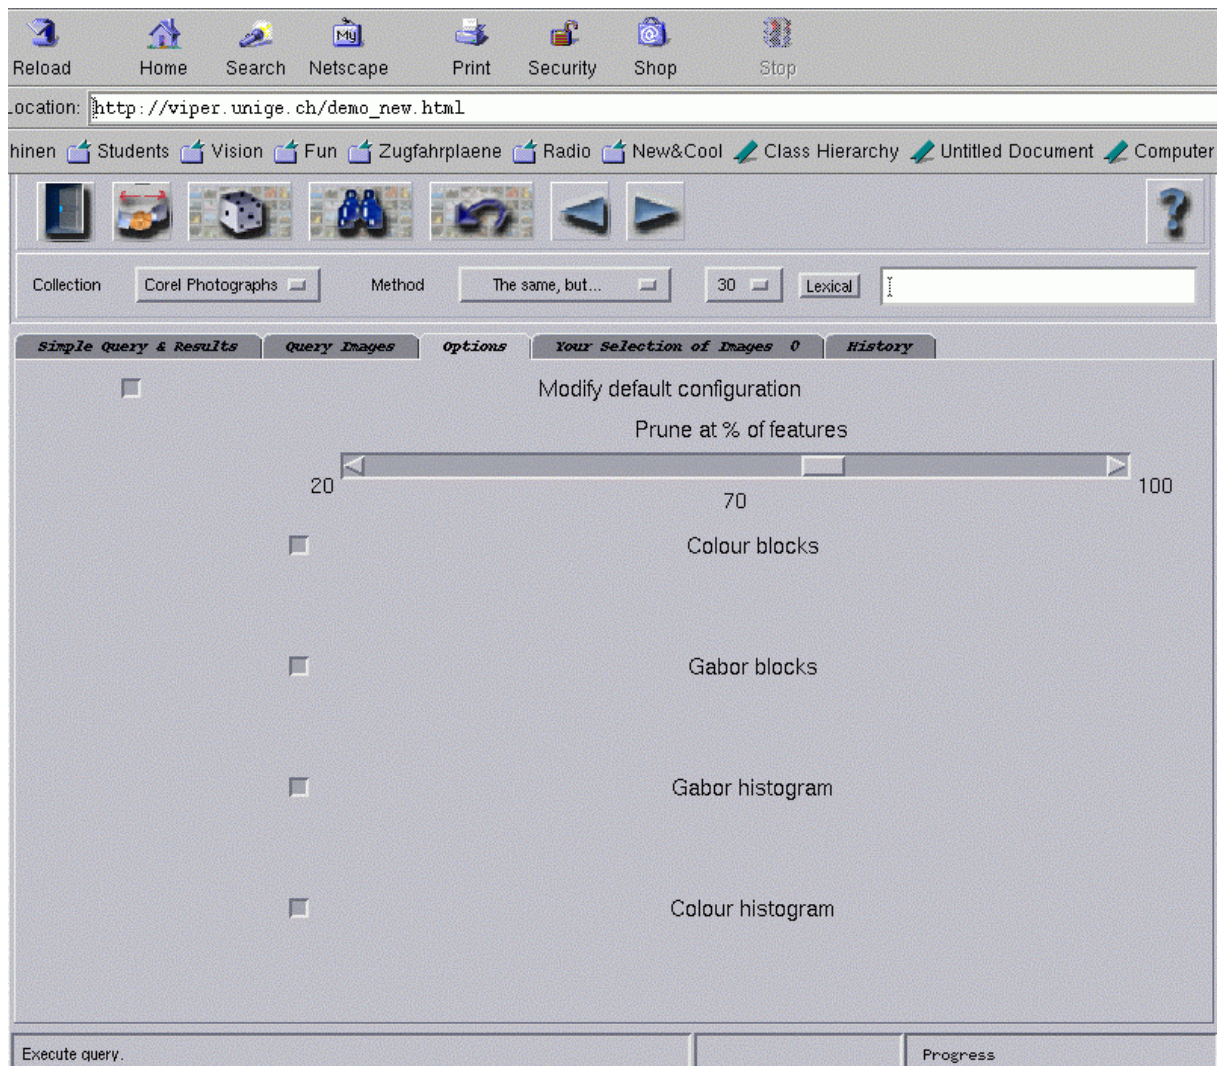 Reload Home Search Netscape Print Security Shop Stop
My
Location: http://viper.unige.ch/demo_new.html
hinen Students Vision Fun Zugfahrplaene Radio New&Cool Class Hierarchy Untitled Document Computer
?
Collection Corel Photographs Method The same, but... 30 Lexical
Simple Query & Results Query Images Options Your Selection of Images 0 History
Modify default configuration
Prune at % of features
20 100
70
Colour blocks
Gabor blocks
Gabor histogram
Colour histogram
Execute query. Progress